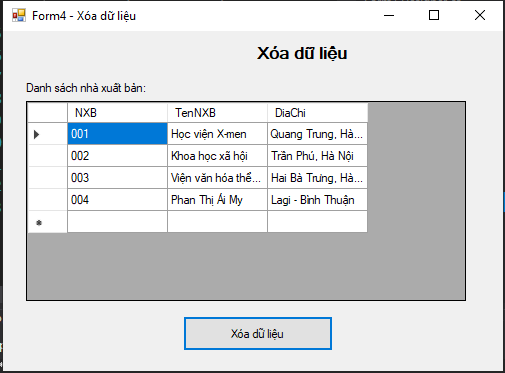 Form4 - Xóa dữ liệu
Xóa dữ liệu
Danh sách nhà xuất bản:
NXB TenNXB DiaChi
001 Học viện X-men Quang Trung, Hà...
002 Khoa học xã hội Trần Phú, Hà Nội
003 Viện văn hóa thể... Hai Bà Trưng, Hà...
004 Phan Thị Ái My Lagi - Bình Thuận
Xóa dữ liệu